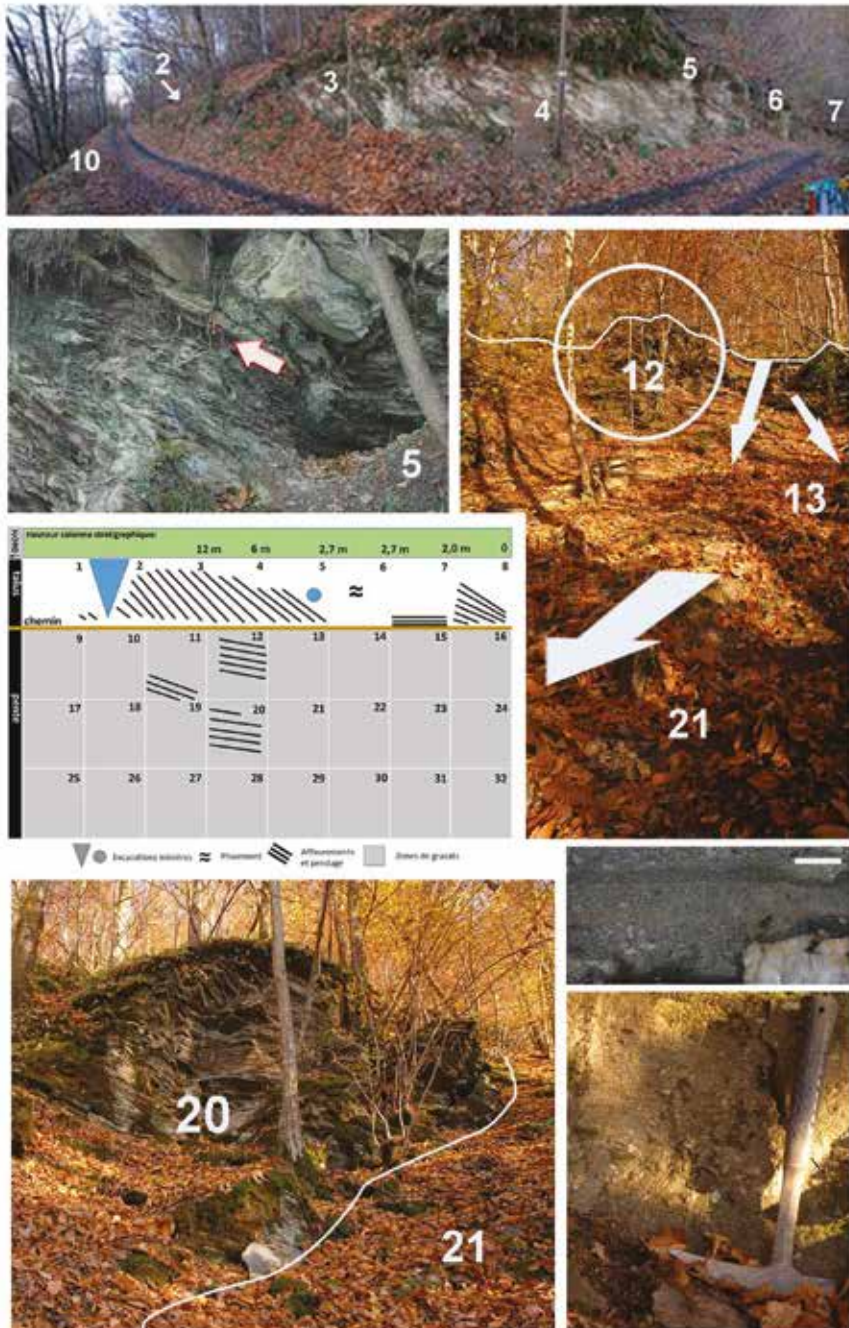 2
3
4
5
6
7
10
5
12
13
21
Hauteur colonne stratigraphique:
12 m 6 m 2,7 m 2,7 m 2,0 m 0
talus
1 2 3 4 5 6 7 8
chemin
pente
9 10 11 12 13 14 15 16
17 18 19 20 21 22 23 24
25 26 27 28 29 30 31 32
Excavations minières Affleurements et pendage Zones de gravats
20
21